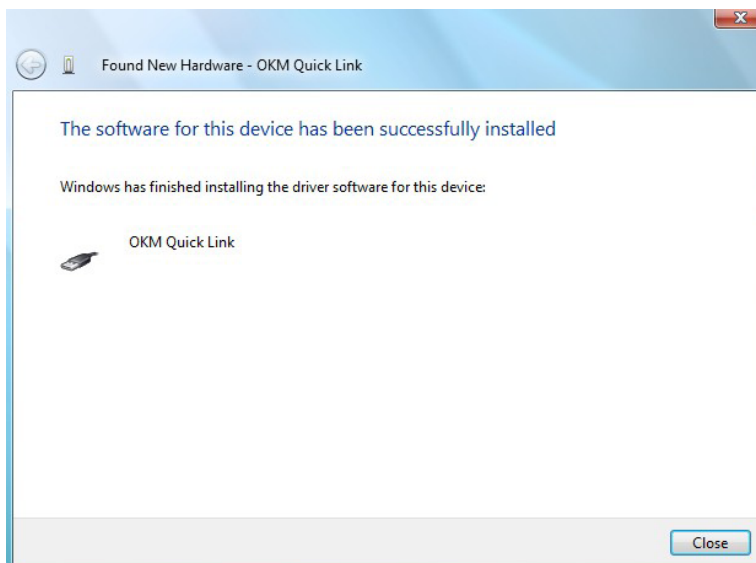 Found New Hardware - OKM Quick Link
The software for this device has been successfully installed
Windows has finished installing the driver software for this device:
OKM Quick Link
Close